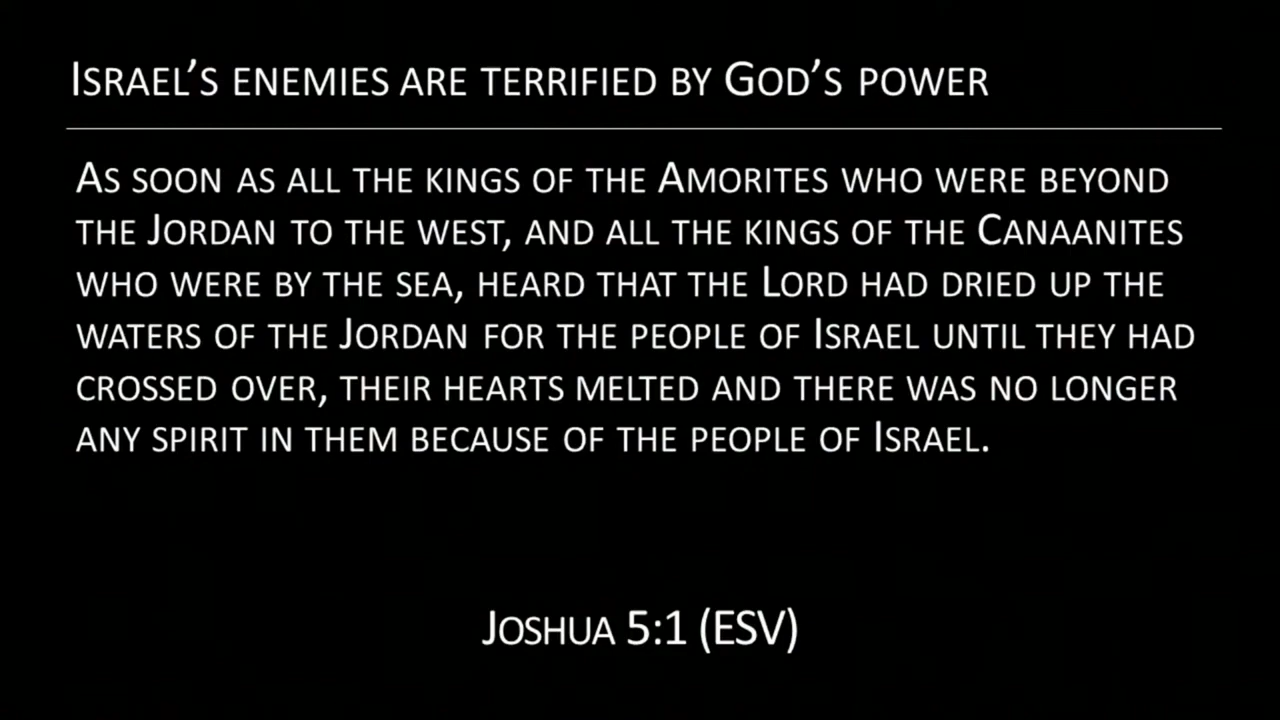 Israel's enemies are terrified by God's power
As soon as all the kings of the Amorites who were beyond
the Jordan to the west, and all the kings of the Canaanites
who were by the sea, heard that the Lord had dried up the
waters of the Jordan for the people of Israel until they had
crossed over, their hearts melted and there was no longer
any spirit in them because of the people of Israel.
Joshua 5:1 (ESV)